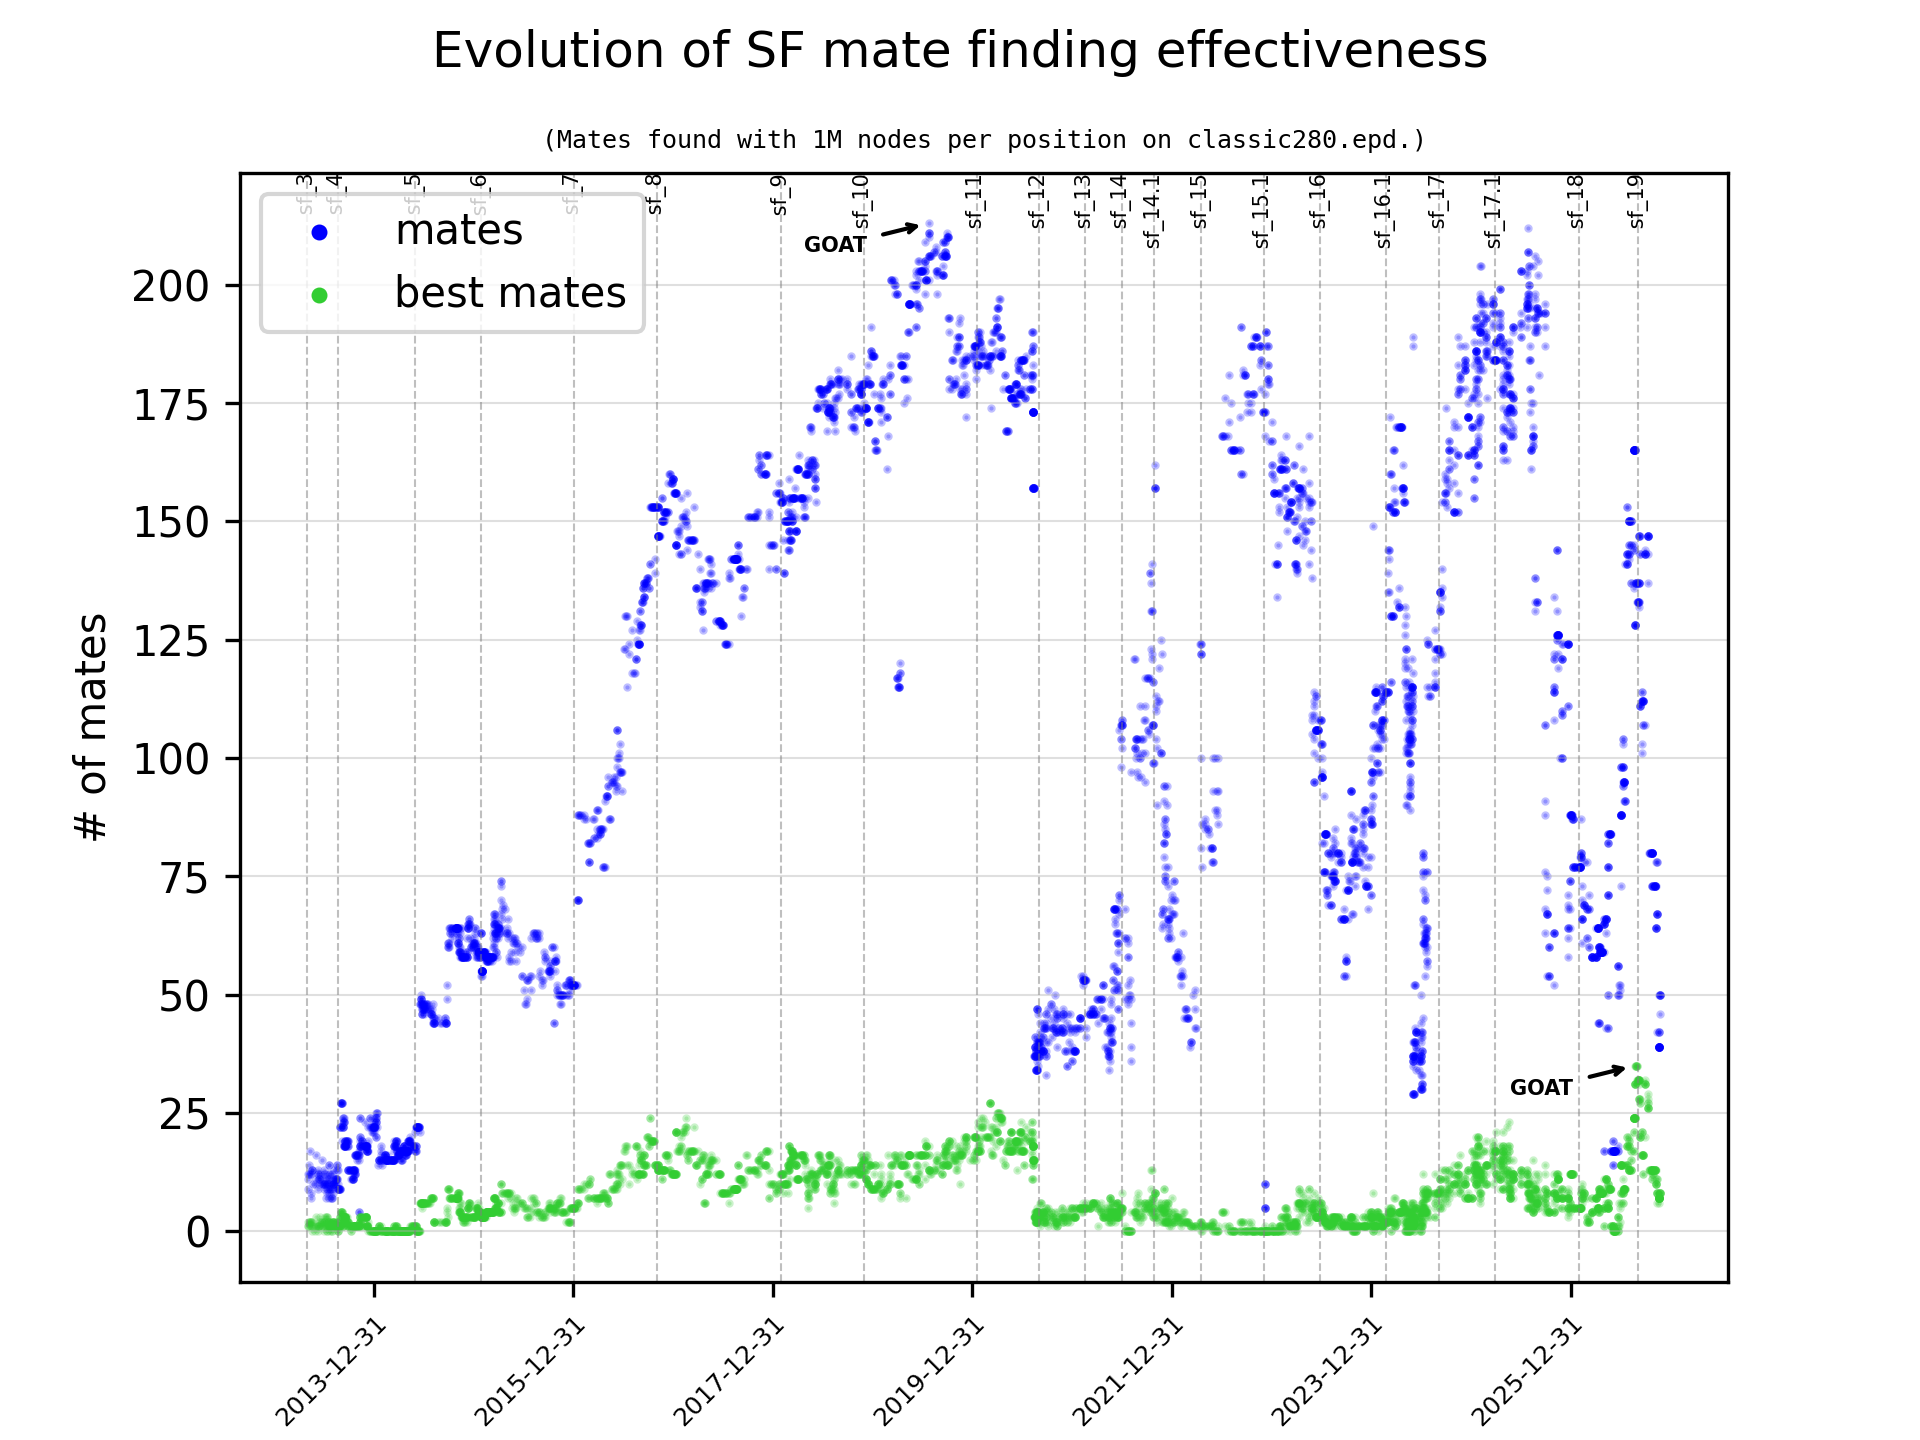 Evolution of SF mate finding effectiveness
(Mates found with 1M nodes per position on classic280.epd.)
sf_3
sf_4
sf_5
sf_6
sf_7
sf_8
sf_9
sf_10
sf_11
sf_12
sf_13
sf_14
sf_14.1
sf_15
sf_15.1
sf_16
sf_16.1
sf_17
sf_17.1
sf_18
sf_19
mates
best mates
GOAT
GOAT
# of mates
200
175
150
125
100
75
50
25
0
2013-12-31
2015-12-31
2017-12-31
2019-12-31
2021-12-31
2023-12-31
2025-12-31